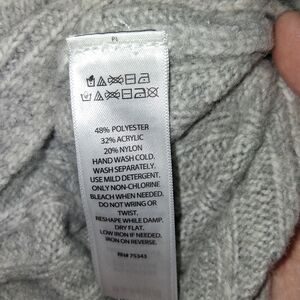 48% POLYESTER
32% ACRYLIC
20% NYLON
HAND WASH COLD.
WASH SEPARATELY.
USE MILD DETERGENT.
ONLY NON-CHLORINE
BLEACH WHEN NEEDED.
DO NOT WRING OR
TWIST.
RESHAPE WHILE DAMP.
DRY FLAT.
LOW IRON IF NEEDED.
IRON ON REVERSE.
RN# 75343